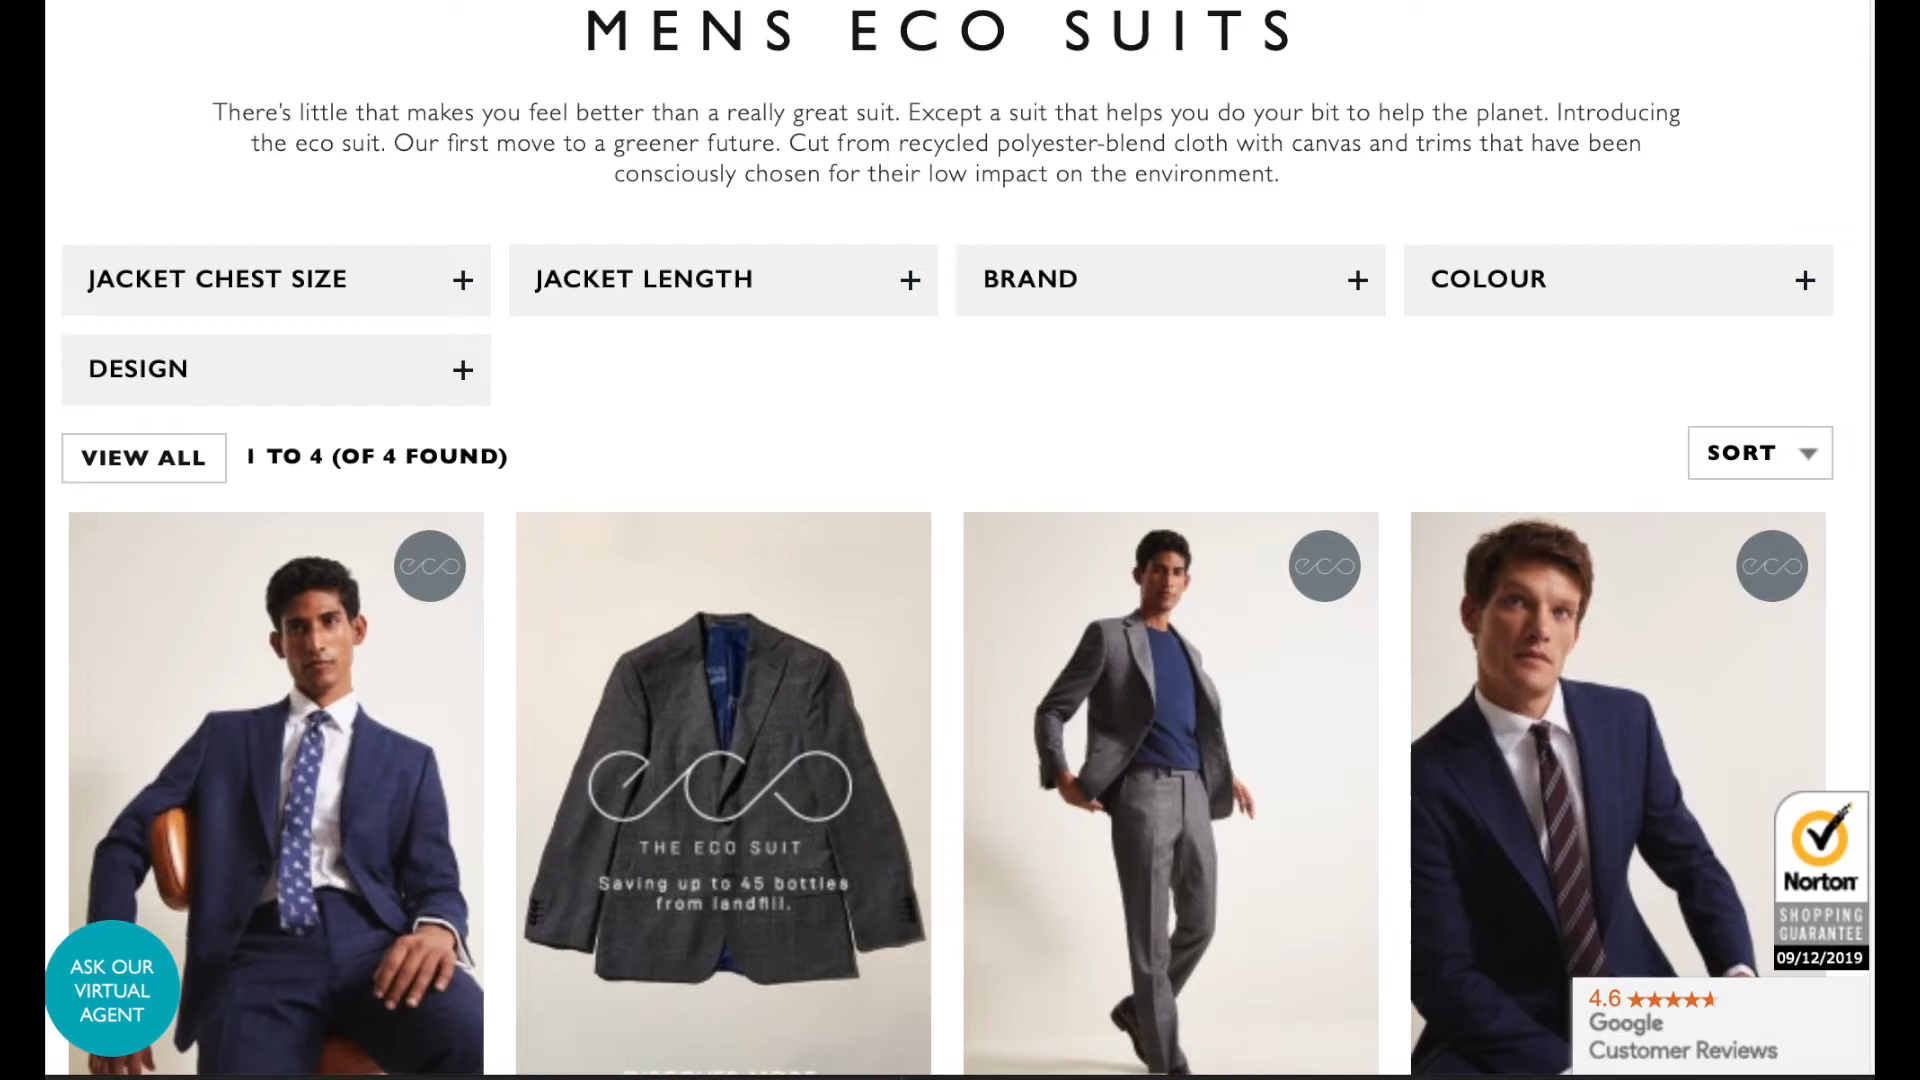 MENS ECO SUITS
There's little that makes you feel better than a really great suit. Except a suit that helps you do your bit to help the planet. Introducing
the eco suit. Our first move to a greener future. Cut from recycled polyester-blend cloth with canvas and trims that have been
consciously chosen for their low impact on the environment.
JACKET CHEST SIZE +
JACKET LENGTH +
BRAND +
COLOUR +
DESIGN +
VIEW ALL
1 TO 4 (OF 4 FOUND)
SORT
eco
eco
THE ECO SUIT
Saving up to 45 bottles
from landfill.
DISCOVER MORE
eco
eco
ASK OUR
VIRTUAL
AGENT
Norton
SHOPPING
GUARANTEE
09/12/2019
4.6
Google
Customer Reviews